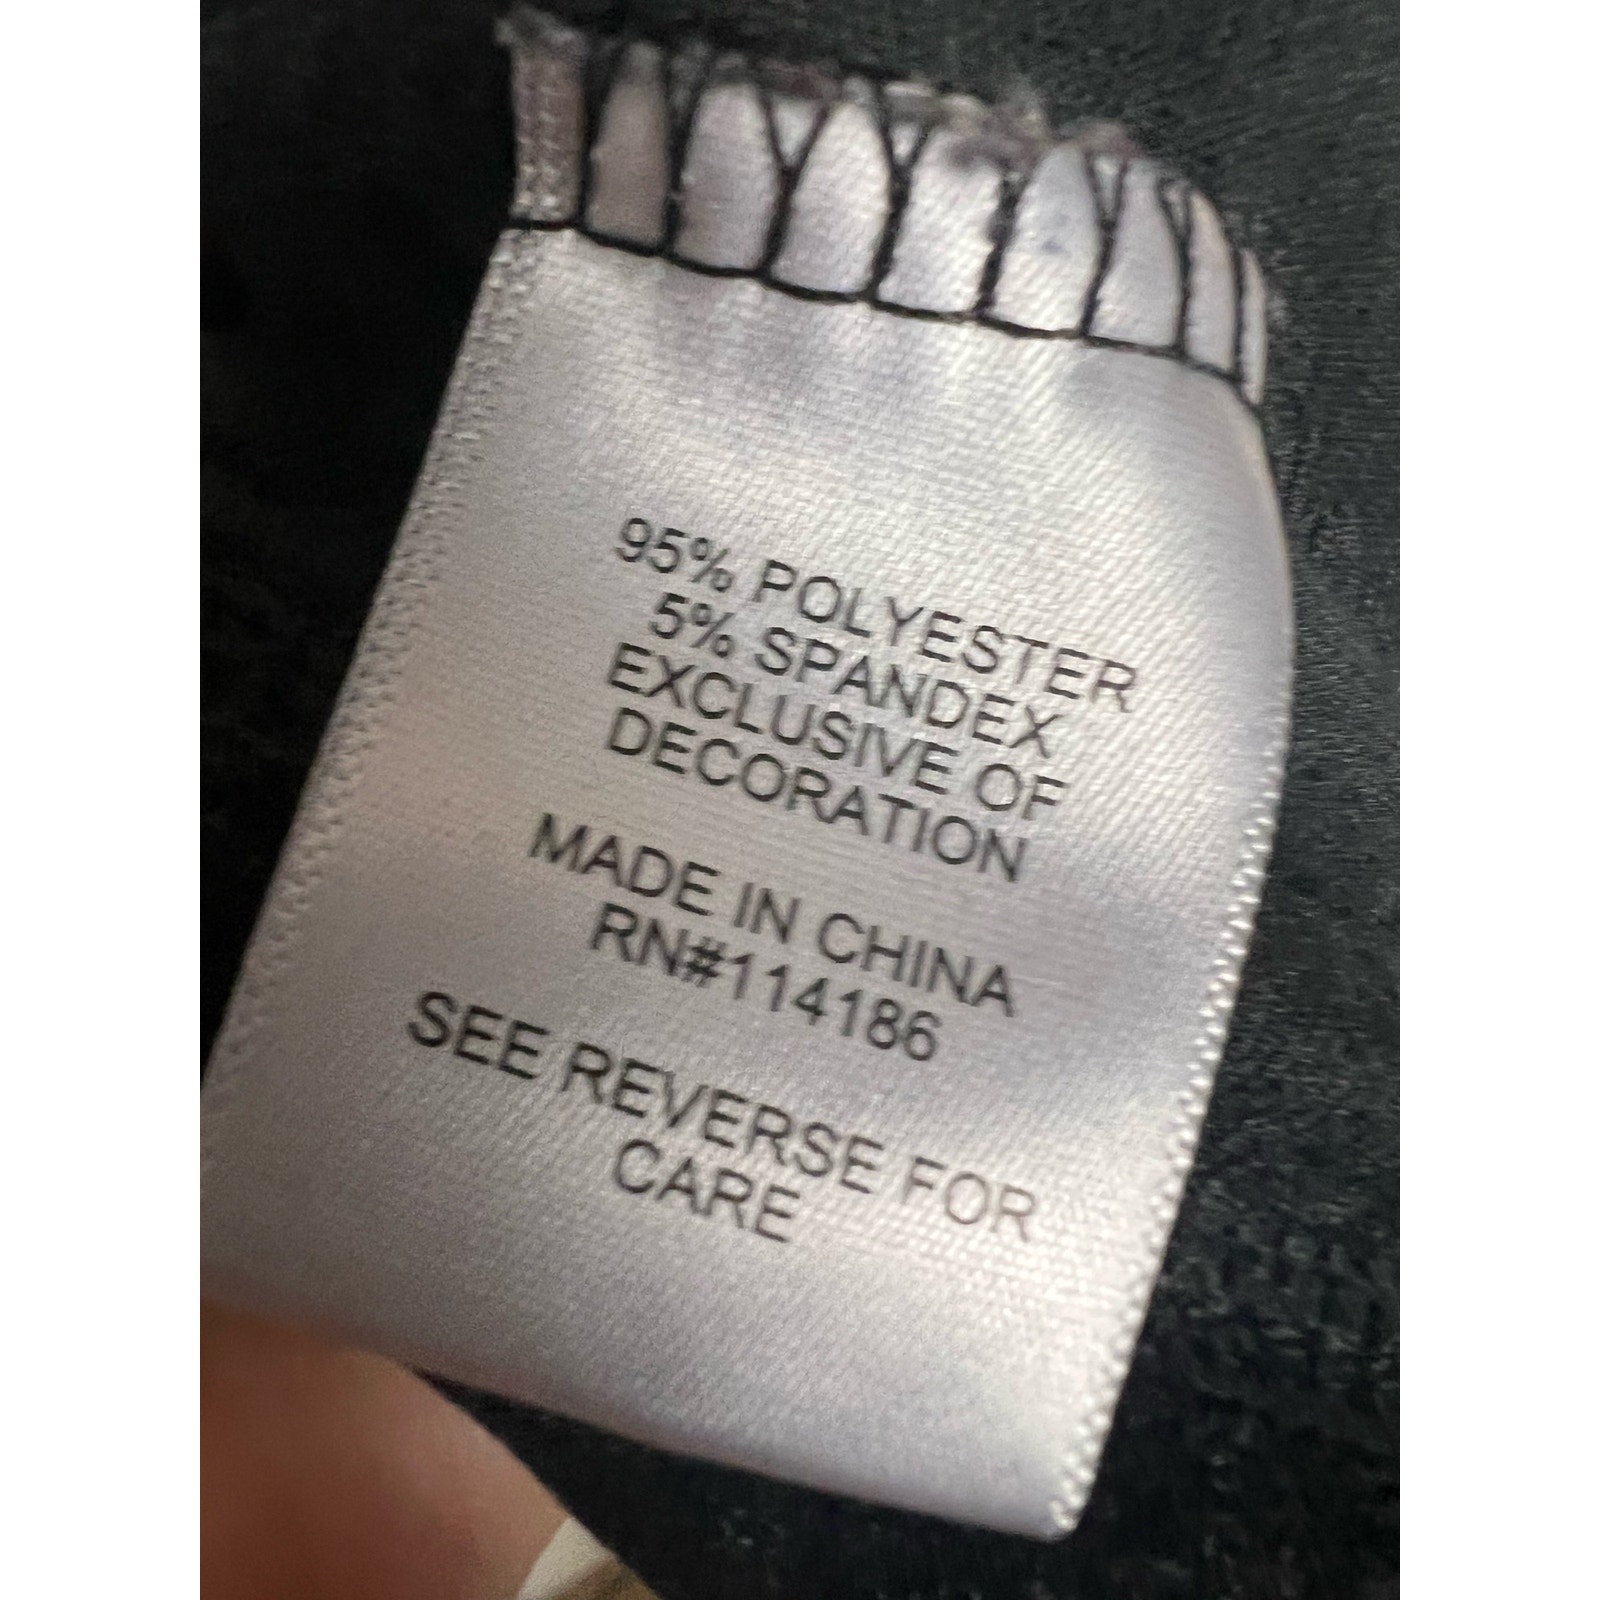 95% POLYESTER
5% SPANDEX
EXCLUSIVE OF
DECORATION
MADE IN CHINA
RN#114186
SEE REVERSE FOR
CARE